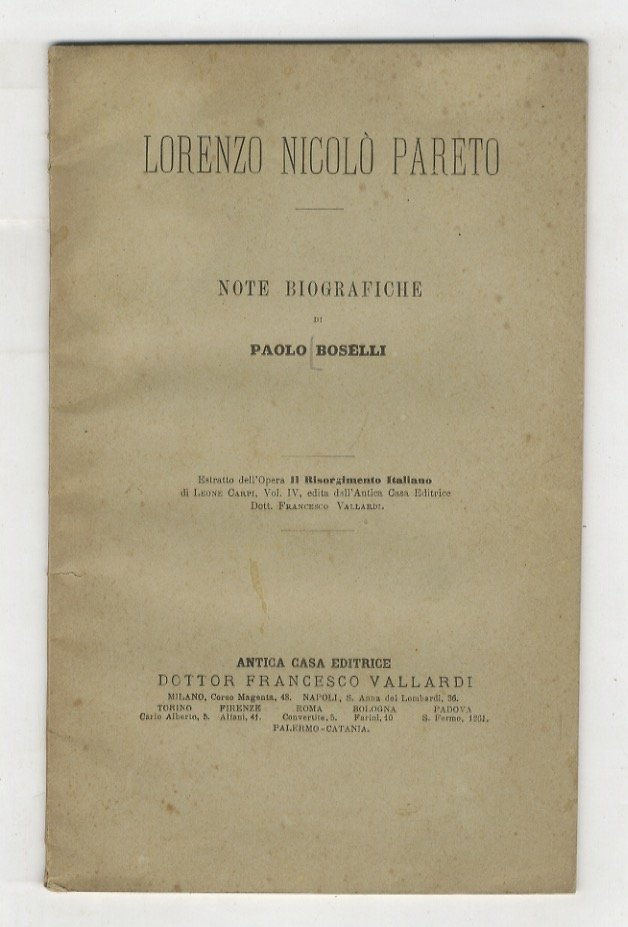 LORENZO NICOLÒ PARETO
NOTE BIOGRAFICHE
DI
PAOLO BOSELLI
Estratto dell'Opera Il Risorgimento Italiano
di LEONE CARPI, Vol. IV, edita dall'Antica Casa Editrice
Dott. FRANCESCO VALLARDI.
ANTICA CASA EDITRICE
DOTTOR FRANCESCO VALLARDI
MILANO, Corso Magenta, 48. NAPOLI, S. Anna dei Lombardi, 36.
TORINO FIRENZE ROMA BOLOGNA PADOVA
Carlo Alberto, 5. Alfani, 41. Convertite, 5. Farini, 10 S. Fermo, 1261.
PALERMO-CATANIA.